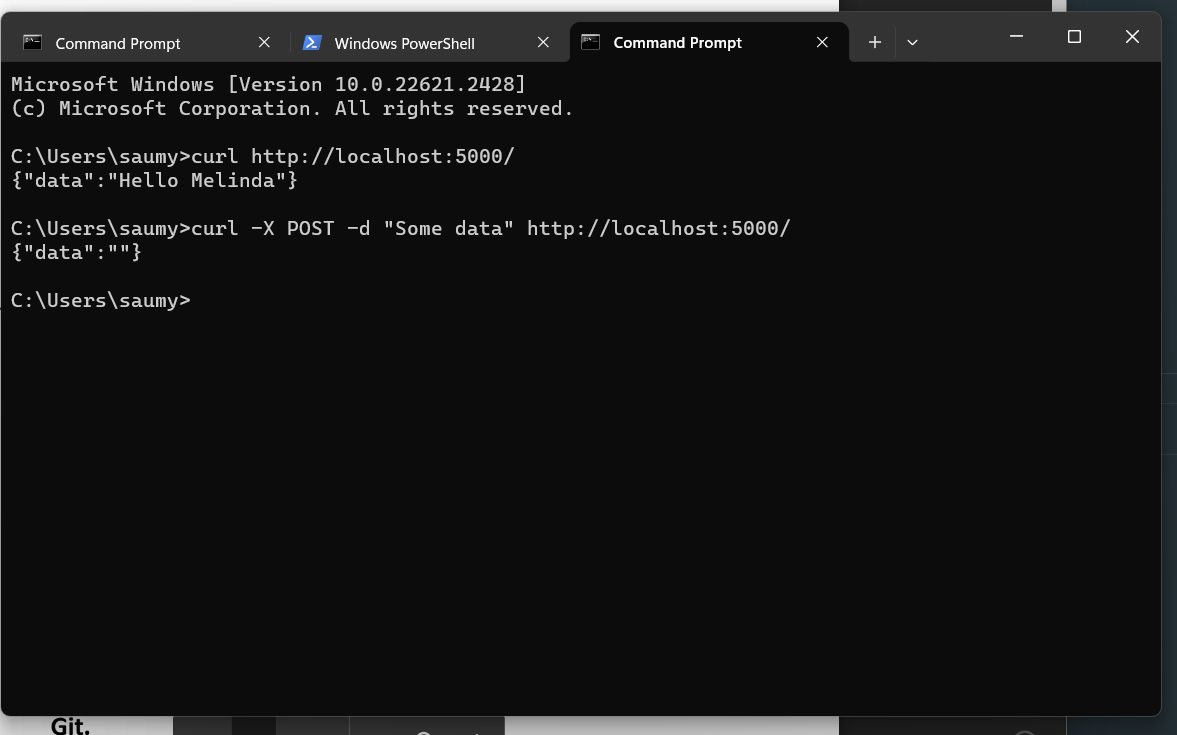 Command Prompt
Windows PowerShell
Command Prompt
Microsoft Windows [Version 10.0.22621.2428]
(c) Microsoft Corporation. All rights reserved.
C:\Users\saumy>curl http://localhost:5000/
{"data":"Hello Melinda"}
C:\Users\saumy>curl -X POST -d "Some data" http://localhost:5000/
{"data":""}
C:\Users\saumy>
Git.